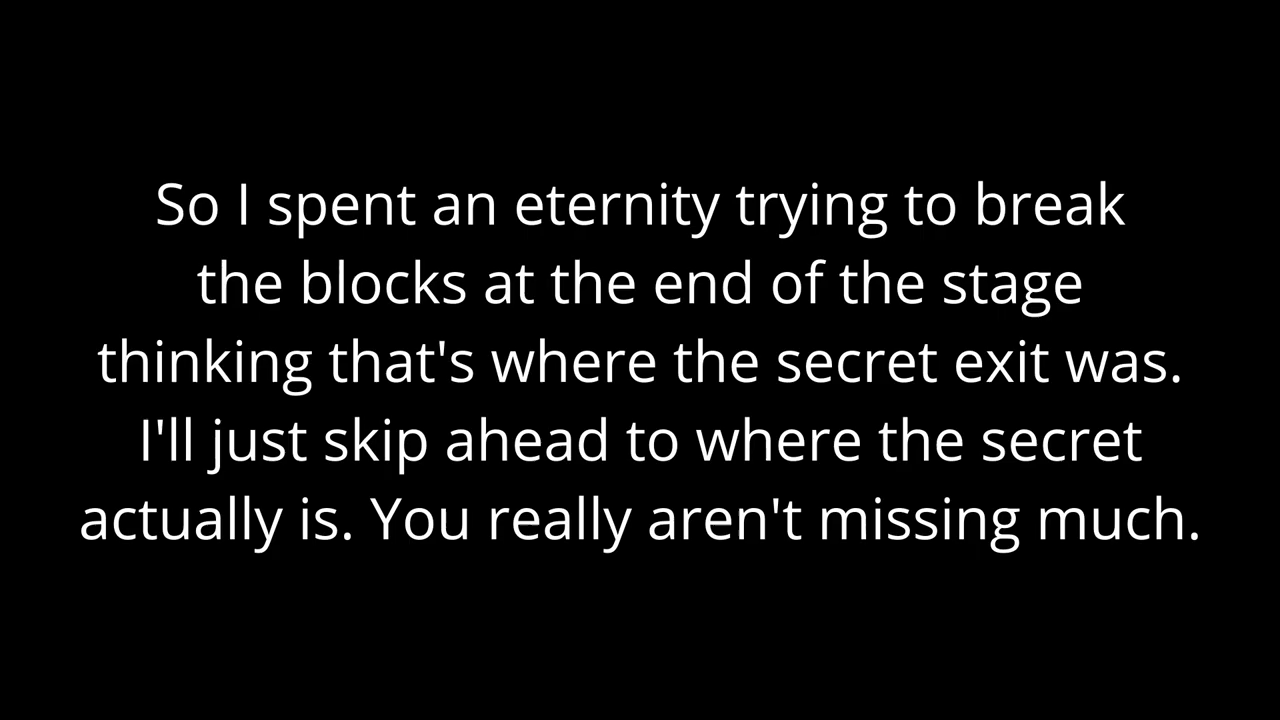 So I spent an eternity trying to break
the blocks at the end of the stage
thinking that's where the secret exit was.
I'll just skip ahead to where the secret
actually is. You really aren't missing much.